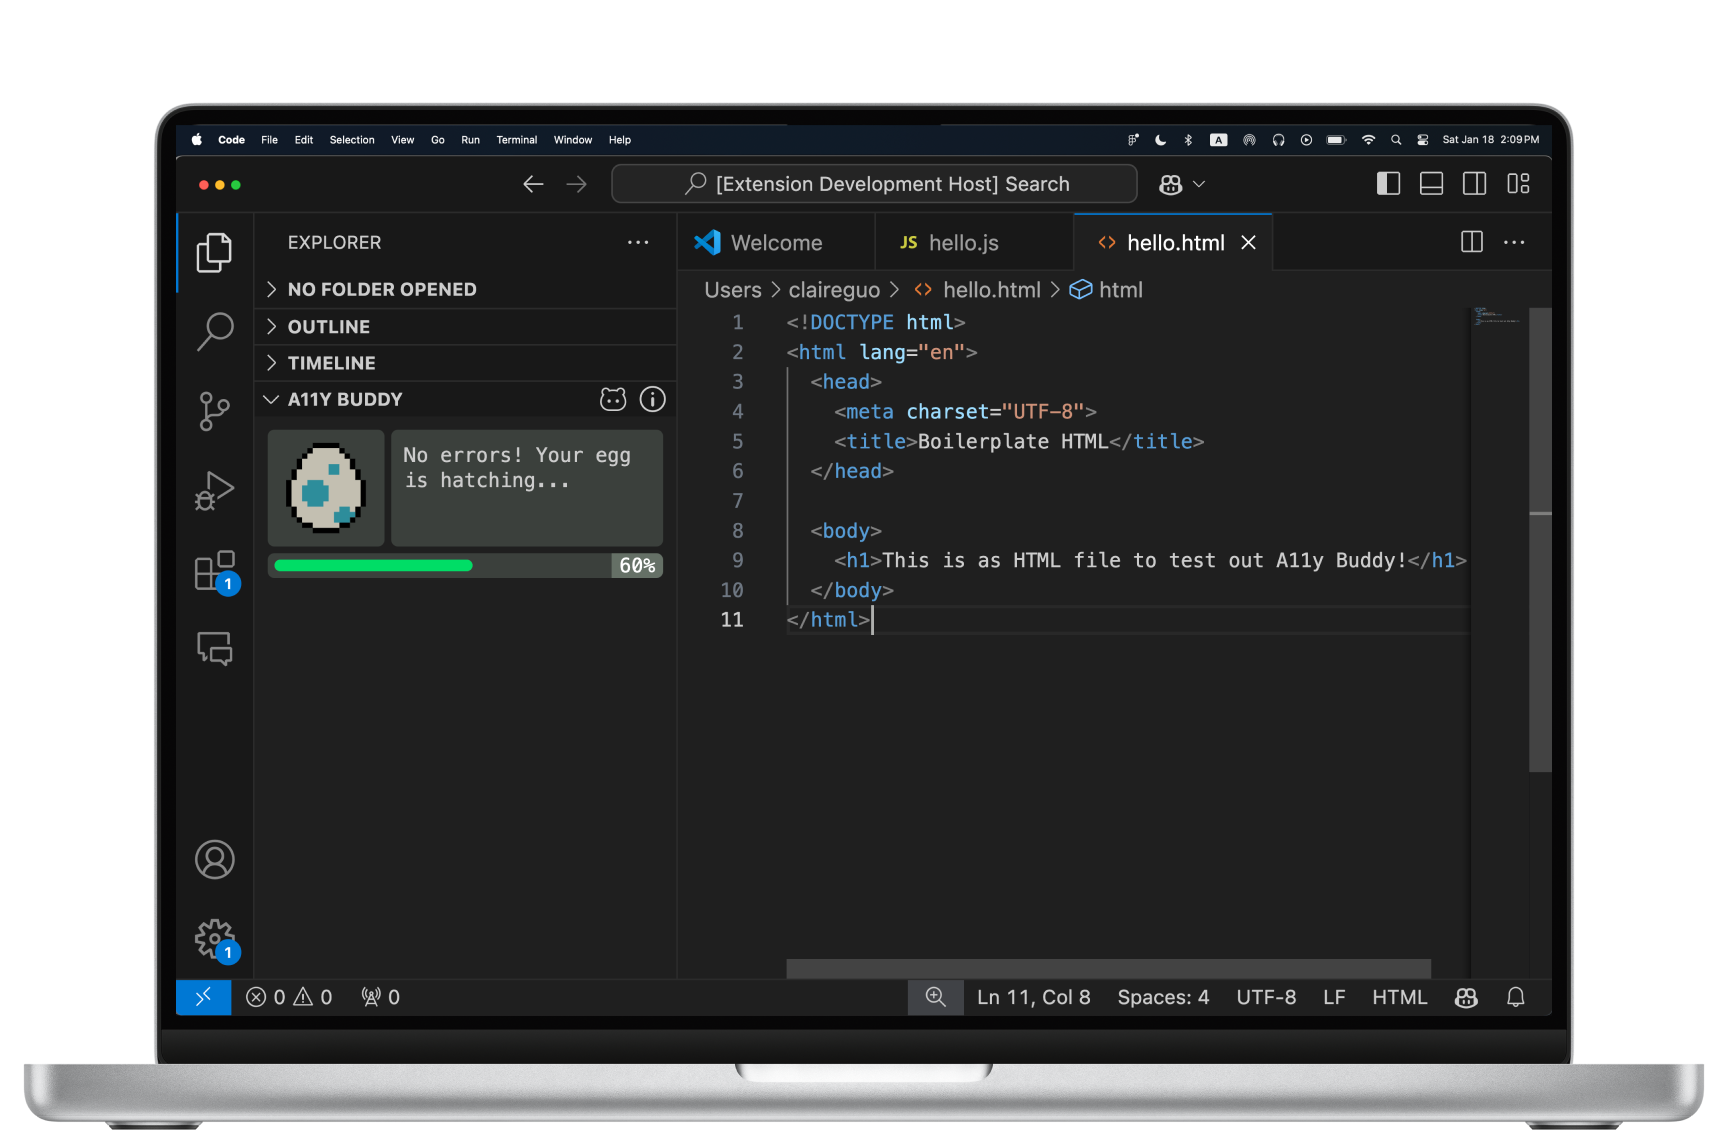 Code File Edit Selection View Go Run Terminal Window Help
A
Sat Jan 18 2:09PM
[Extension Development Host] Search
EXPLORER
NO FOLDER OPENED
OUTLINE
TIMELINE
A11Y BUDDY
No errors! Your egg
is hatching...
60%
1
1
Welcome
JS hello.js
<> hello.html
Users > claireguo > <> hello.html > html
1 <!DOCTYPE html>
2 <html lang="en">
3 <head>
4 <meta charset="UTF-8">
5 <title>Boilerplate HTML</title>
6 </head>
7
8 <body>
9 <h1>This is as HTML file to test out A11y Buddy!</h1>
10 </body>
11 </html>
0 0 0
Ln 11, Col 8 Spaces: 4 UTF-8 LF HTML